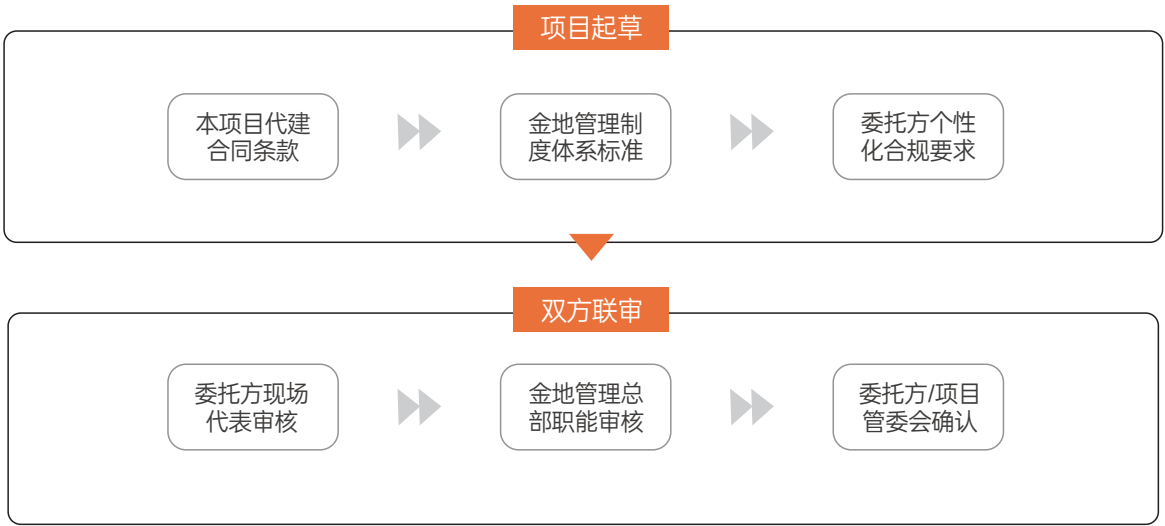 项目起草
本项目代建
合同条款
金地管理制
度体系标准
委托方个性
化合规要求
双方联审
委托方现场
代表审核
金地管理总
部职能审核
委托方/项目
管委会确认